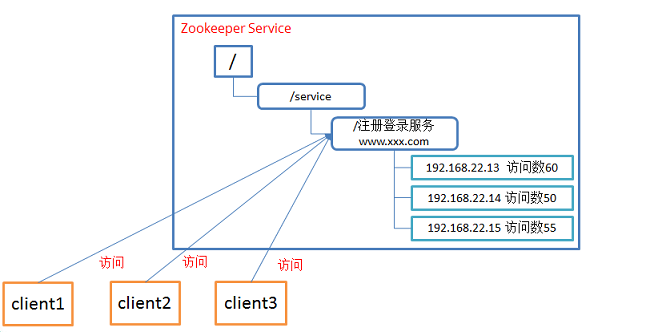 Zookeeper Service
/
/service
/注册登录服务
www.xxx.com
192.168.22.13 访问数60
192.168.22.14 访问数50
192.168.22.15 访问数55
访问
访问
访问
client1
client2
client3